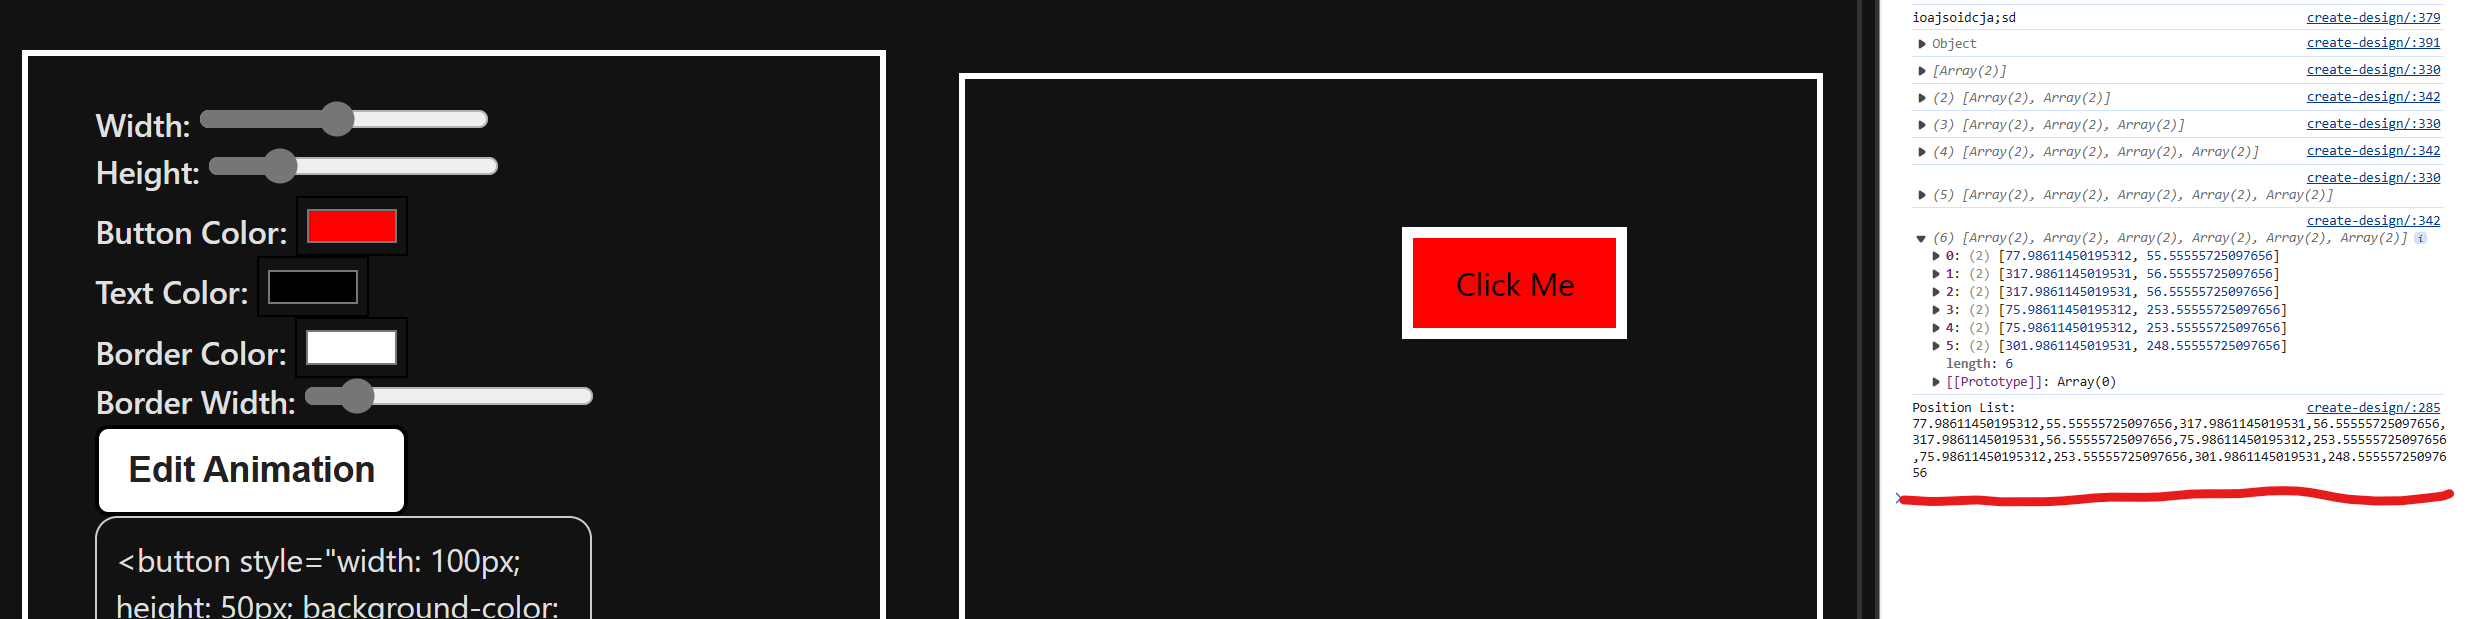 Width:
Height:
Button Color:
Text Color:
Border Color:
Border Width:
Edit Animation
<button style="width: 100px;
height: 50px; background-color:
Click Me
ioajsoidcja;sd create-design/:379
Object create-design/:391
[Array(2)] create-design/:330
(2) [Array(2), Array(2)] create-design/:342
(3) [Array(2), Array(2), Array(2)] create-design/:330
(4) [Array(2), Array(2), Array(2), Array(2)] create-design/:342
create-design/:330
(5) [Array(2), Array(2), Array(2), Array(2), Array(2)]
create-design/:342
(6) [Array(2), Array(2), Array(2), Array(2), Array(2), Array(2)] i
0: (2) [77.98611450195312, 55.55555725097656]
1: (2) [317.9861145019531, 56.55555725097656]
2: (2) [317.9861145019531, 56.55555725097656]
3: (2) [75.98611450195312, 253.55555725097656]
4: (2) [75.98611450195312, 253.55555725097656]
5: (2) [301.9861145019531, 248.55555725097656]
length: 6
[[Prototype]]: Array(0)
Position List: create-design/:285
77.98611450195312,55.55555725097656,317.9861145019531,56.55555725097656,
317.9861145019531,56.55555725097656,75.98611450195312,253.55555725097656
,75.98611450195312,253.55555725097656,301.9861145019531,248.555557250976
56